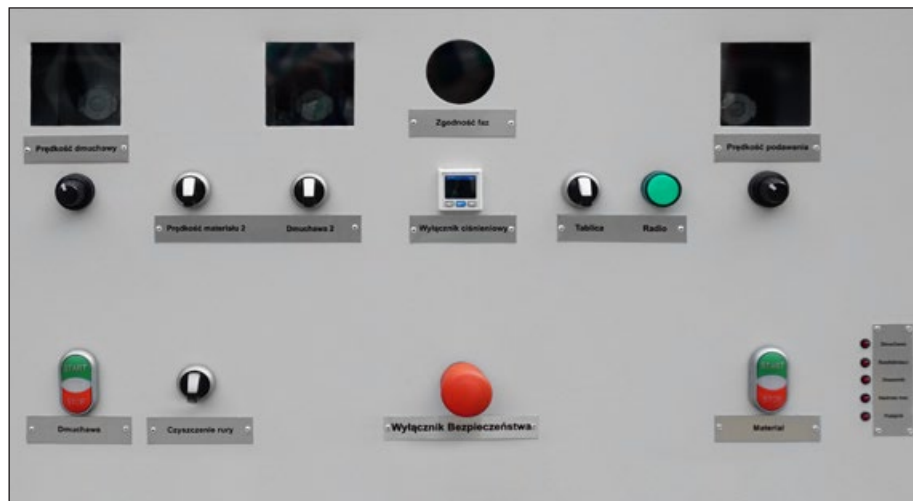 Zgodność faz
Prędkość dmuchawy
Prędkość podawania
Prędkość materiału 2
Dmuchawa 2
Wyłącznik ciśnieniowy
Tablica
Radio
START
STOP
START
STOP
Dmuchawa
Czyszczenie rury
Wyłącznik Bezpieczeństwa
Materiał
Dmuchawa